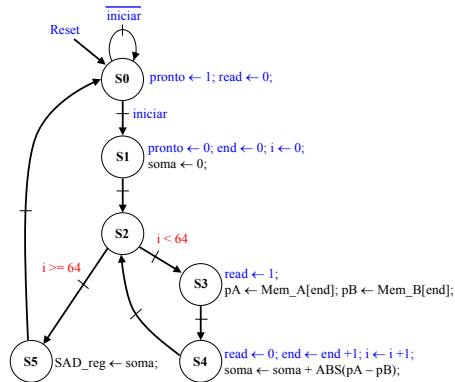 iniciar
Reset
S0
pronto ← 1; read ← 0;
iniciar
pronto ← 0; end ← 0; i ← 0;
S1
soma ← 0;
S2
i < 64
i >= 64
S3
read ← 1;
pA ← Mem_A[end]; pB ← Mem_B[end];
S5
SAD_reg ← soma;
S4
read ← 0; end ← end +1; i ← i +1;
soma ← soma + ABS(pA – pB);